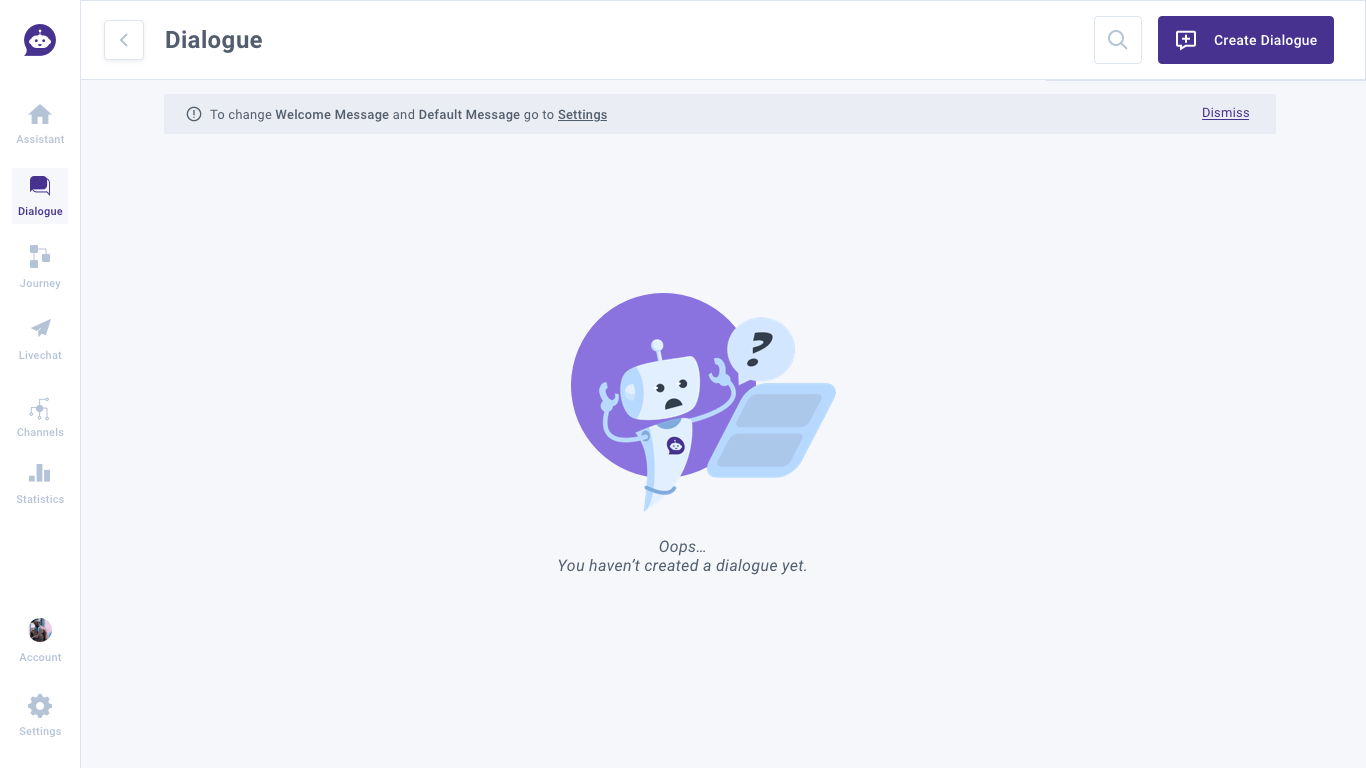 Dialogue
Create Dialogue
To change Welcome Message and Default Message go to Settings
Dismiss
Assistant
Dialogue
Journey
Livechat
Channels
Statistics
Account
Settings
?
Oops…
You haven’t created a dialogue yet.